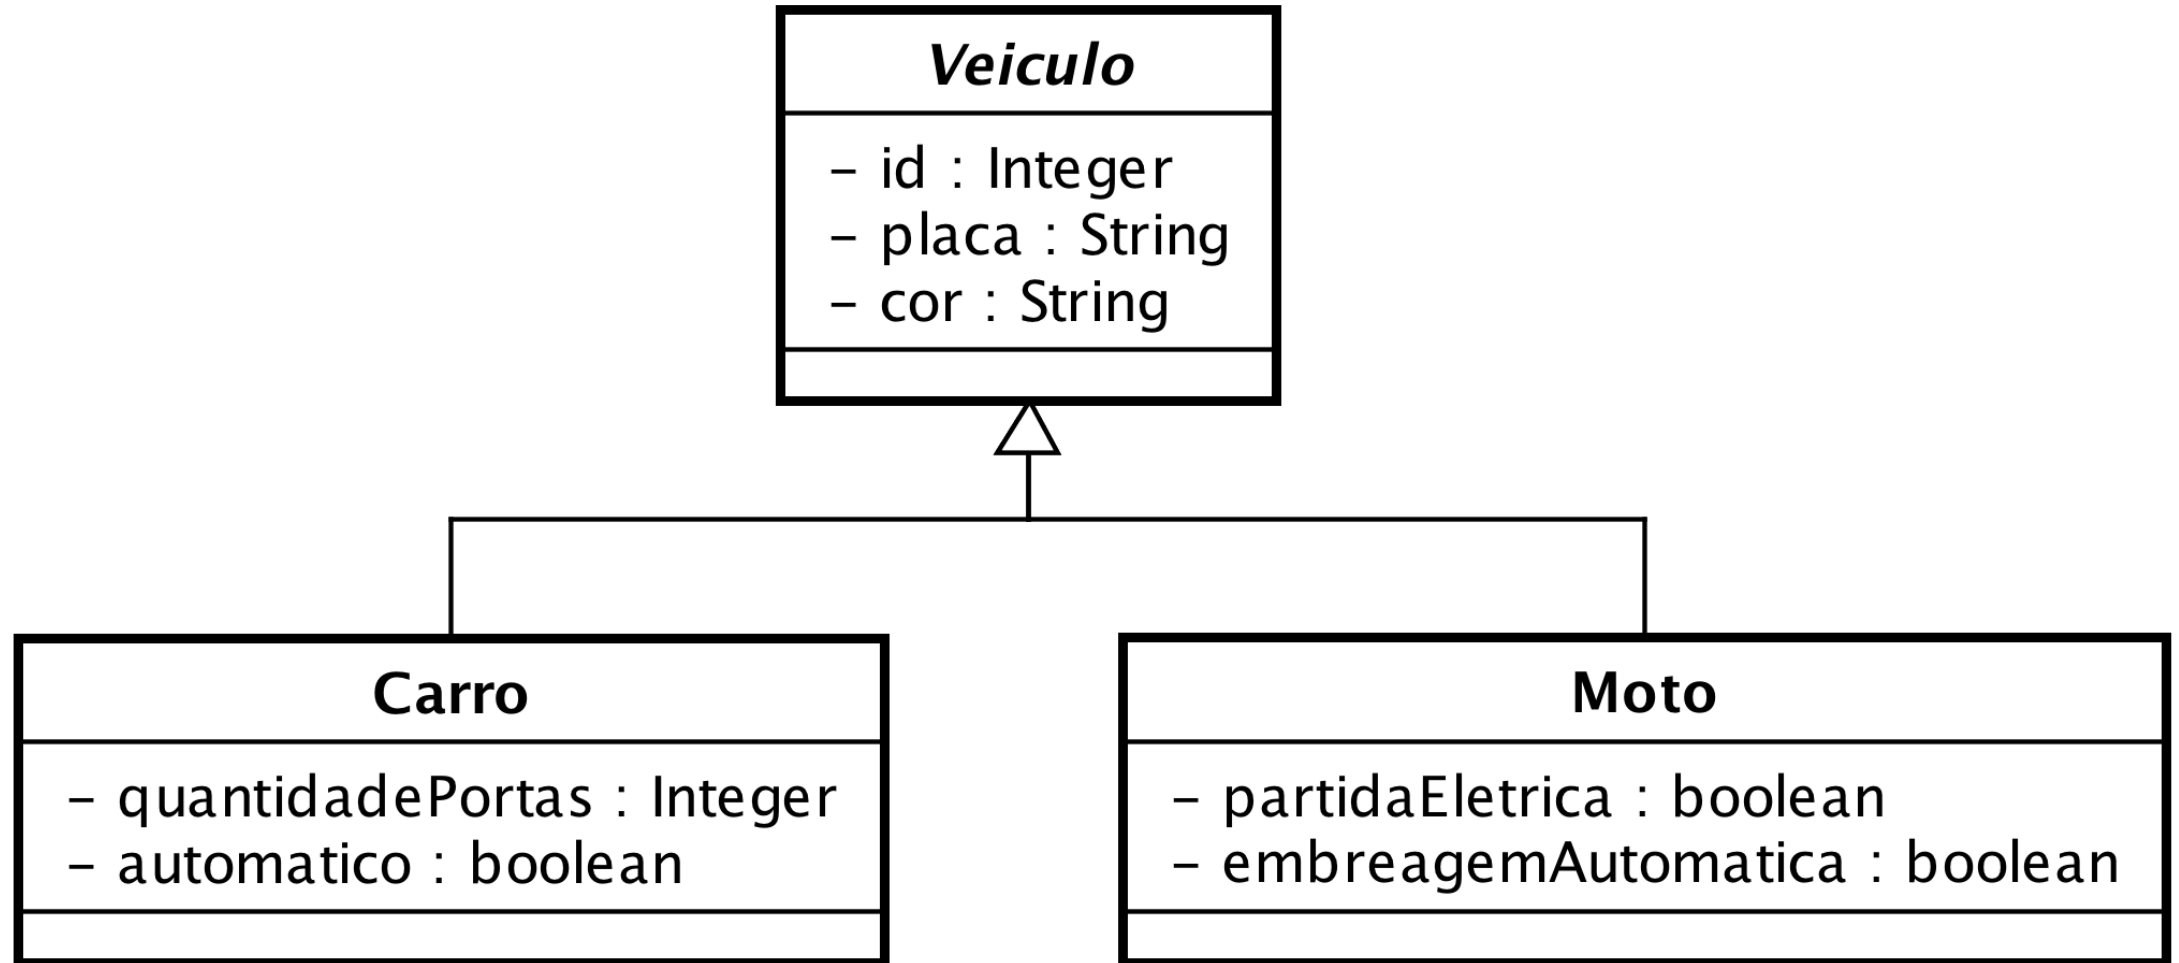 Veiculo
– id : Integer
– placa : String
– cor : String
Carro
– quantidadePortas : Integer
– automatico : boolean
Moto
– partidaEletrica : boolean
– embreagemAutomatica : boolean